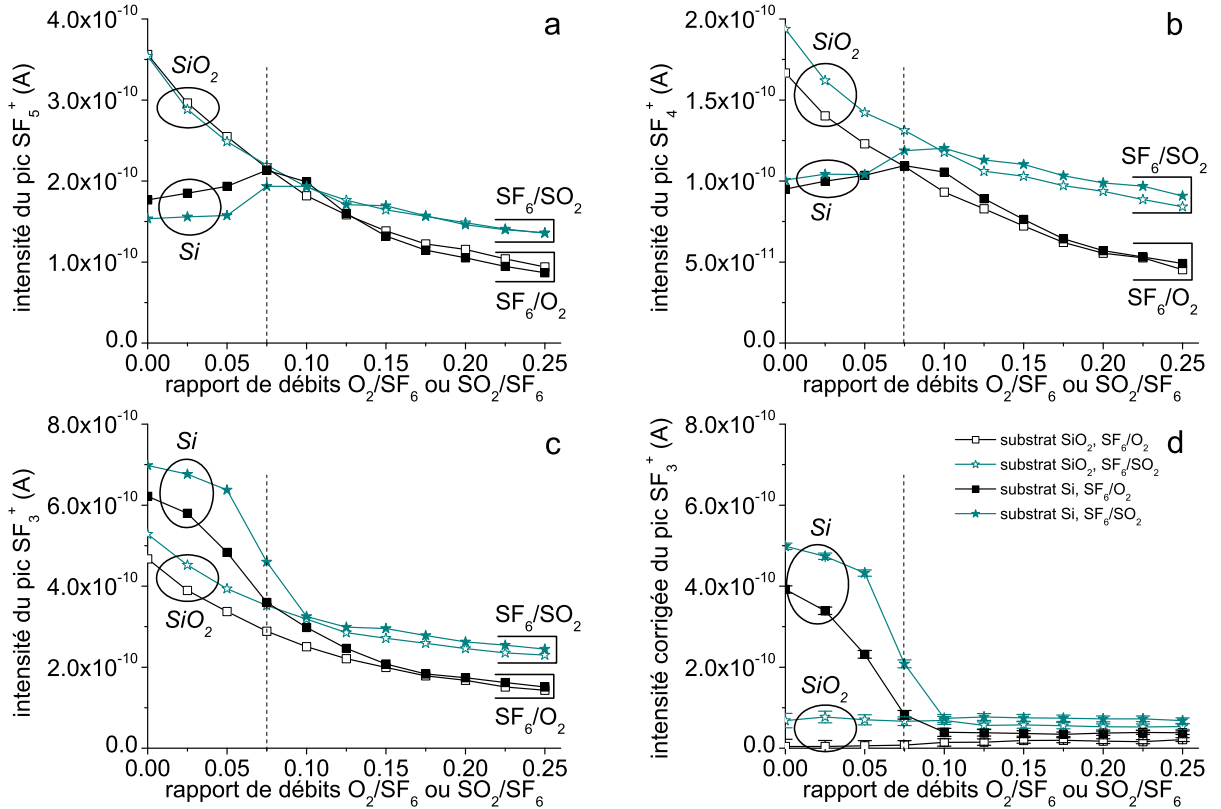 a
intensité du pic SF5+ (A)
4.0x10-10
3.0x10-10
2.0x10-10
1.0x10-10
0.0
SiO2
Si
SF6/SO2
SF6/O2
0.00 0.05 0.10 0.15 0.20 0.25
rapport de débits O2/SF6 ou SO2/SF6
b
intensité du pic SF4+ (A)
2.0x10-10
1.5x10-10
1.0x10-10
5.0x10-11
0.0
SiO2
Si
SF6/SO2
SF6/O2
0.00 0.05 0.10 0.15 0.20 0.25
rapport de débits O2/SF6 ou SO2/SF6
c
intensité du pic SF3+ (A)
8.0x10-10
6.0x10-10
4.0x10-10
2.0x10-10
0.0
Si
SiO2
SF6/SO2
SF6/O2
0.00 0.05 0.10 0.15 0.20 0.25
rapport de débits O2/SF6 ou SO2/SF6
d
intensité corrigée du pic SF3+ (A)
8.0x10-10
6.0x10-10
4.0x10-10
2.0x10-10
0.0
substrat SiO2, SF6/O2
substrat SiO2, SF6/SO2
substrat Si, SF6/O2
substrat Si, SF6/SO2
Si
SiO2
0.00 0.05 0.10 0.15 0.20 0.25
rapport de débits O2/SF6 ou SO2/SF6